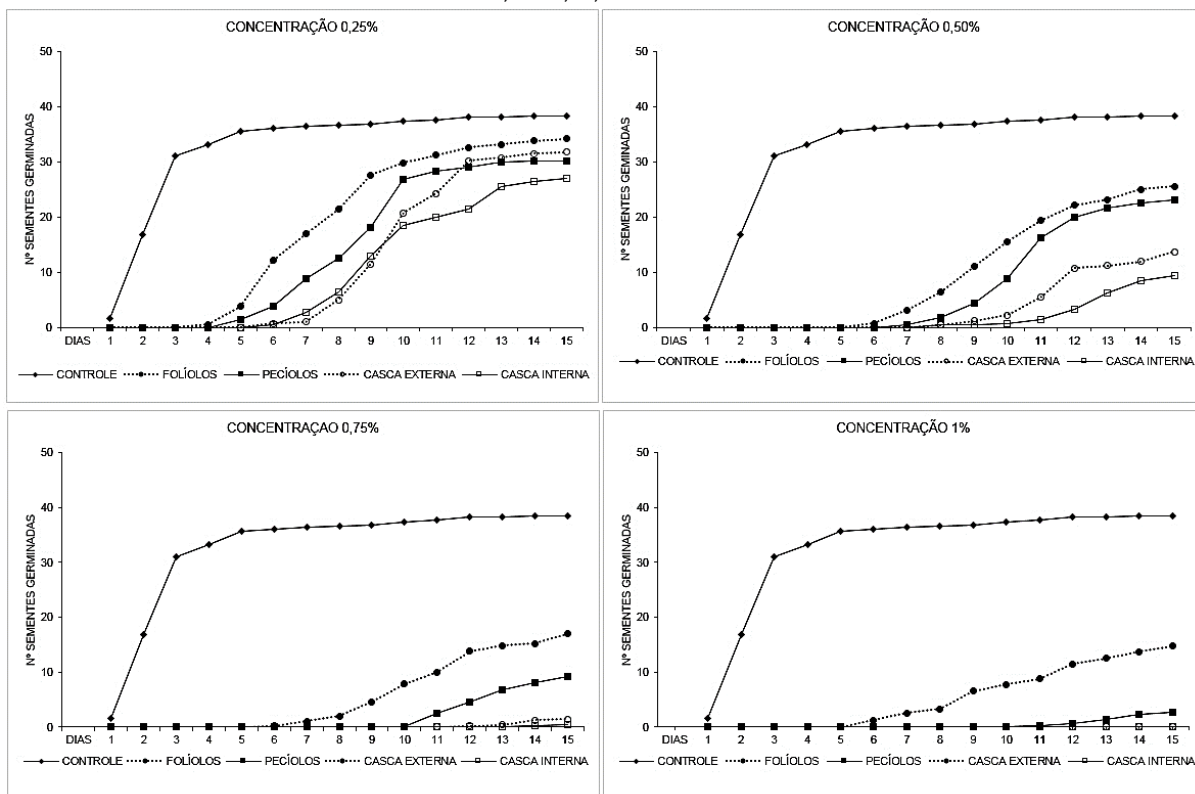 CONCENTRAÇÃO 0,25%
50
40
30
20
10
0
Nº SEMENTES GERMINADAS
DIAS 1 2 3 4 5 6 7 8 9 10 11 12 13 14 15
CONTROLE FOLÍOLOS PECÍOLOS CASCA EXTERNA CASCA INTERNA
CONCENTRAÇÃO 0,50%
50
40
30
20
10
0
Nº SEMENTES GERMINADAS
DIAS 1 2 3 4 5 6 7 8 9 10 11 12 13 14 15
CONTROLE FOLÍOLOS PECÍOLOS CASCA EXTERNA CASCA INTERNA
CONCENTRAÇAO 0,75%
50
40
30
20
10
0
Nº SEMENTES GERMINADAS
DIAS 1 2 3 4 5 6 7 8 9 10 11 12 13 14 15
CONTROLE FOLÍOLOS PECÍOLOS CASCA EXTERNA CASCA INTERNA
CONCENTRAÇÃO 1%
50
40
30
20
10
0
Nº SEMENTES GERMINADAS
DIAS 1 2 3 4 5 6 7 8 9 10 11 12 13 14 15
CONTROLE FOLÍOLOS PECÍOLOS CASCA EXTERNA CASCA INTERNA